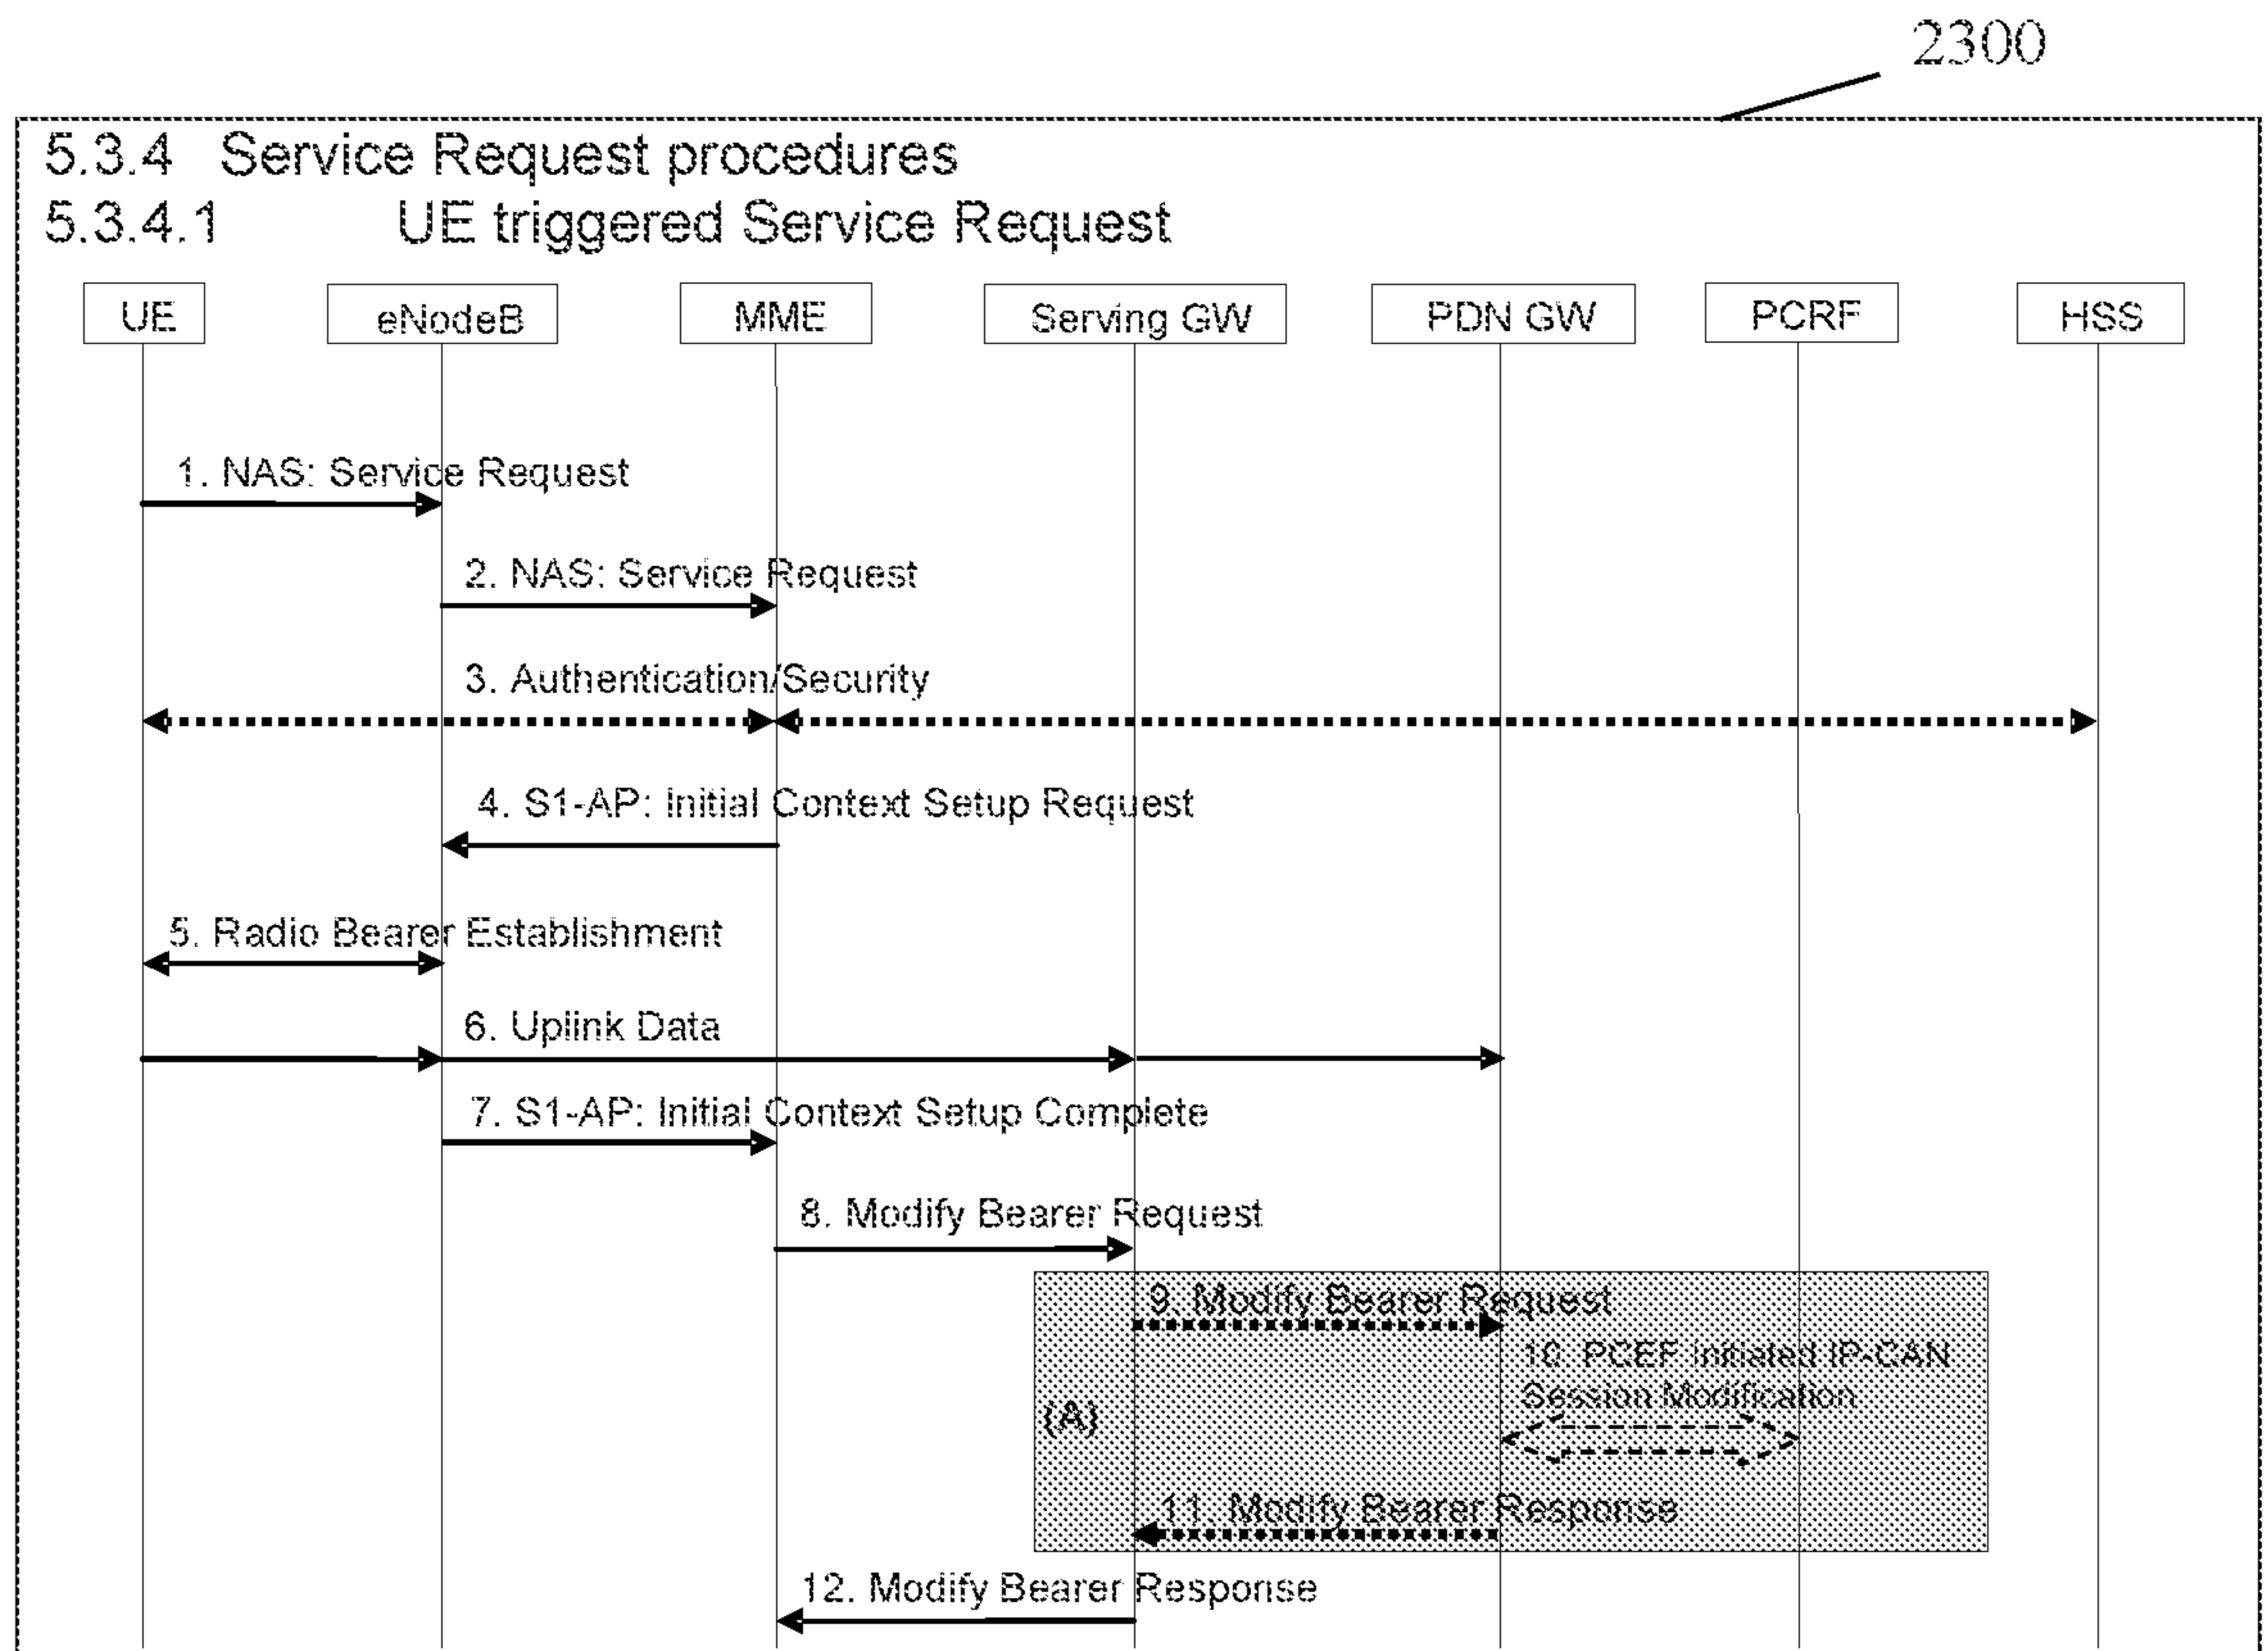 2300
5.3.4 Service Request procedures
5.3.4.1 UE triggered Service Request
UE eNodeB MME Serving GW PDN GW PCRF HSS
1. NAS: Service Request
2. NAS: Service Request
3. Authentication/Security
4. S1-AP: Initial Context Setup Request
5. Radio Bearer Establishment
6. Uplink Data
7. S1-AP: Initial Context Setup Complete
8. Modify Bearer Request
9. Modify Bearer Request
10. PCEF Initiated IP-CAN
Session Modification
(A)
11. Modify Bearer Response
12. Modify Bearer Response